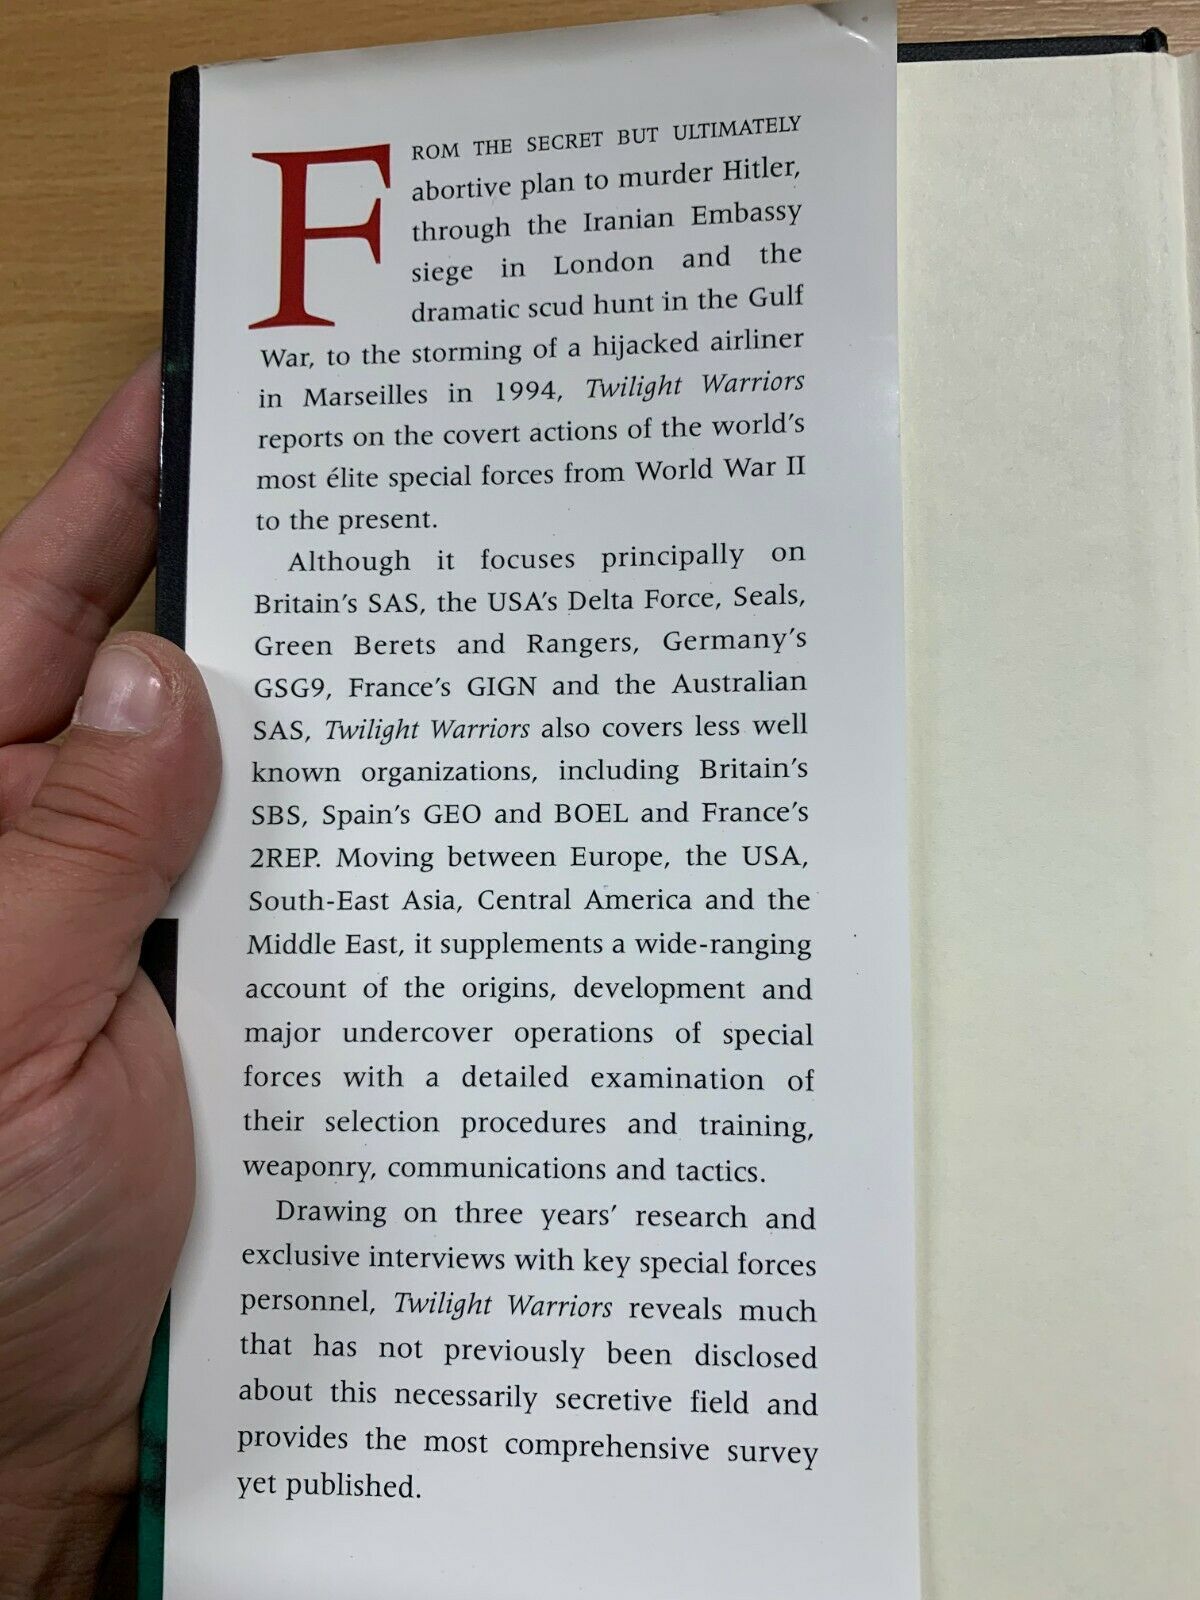 FROM THE SECRET BUT ULTIMATELY
abortive plan to murder Hitler,
through the Iranian Embassy
siege in London and the
dramatic scud hunt in the Gulf
War, to the storming of a hijacked airliner
in Marseilles in 1994, Twilight Warriors
reports on the covert actions of the world's
most élite special forces from World War II
to the present.
Although it focuses principally on
Britain's SAS, the USA's Delta Force, Seals,
Green Berets and Rangers, Germany's
GSG9, France's GIGN and the Australian
SAS, Twilight Warriors also covers less well
known organizations, including Britain's
SBS, Spain's GEO and BOEL and France's
2REP. Moving between Europe, the USA,
South-East Asia, Central America and the
Middle East, it supplements a wide-ranging
account of the origins, development and
major undercover operations of special
forces with a detailed examination of
their selection procedures and training,
weaponry, communications and tactics.
Drawing on three years' research and
exclusive interviews with key special forces
personnel, Twilight Warriors reveals much
that has not previously been disclosed
about this necessarily secretive field and
provides the most comprehensive survey
yet published.